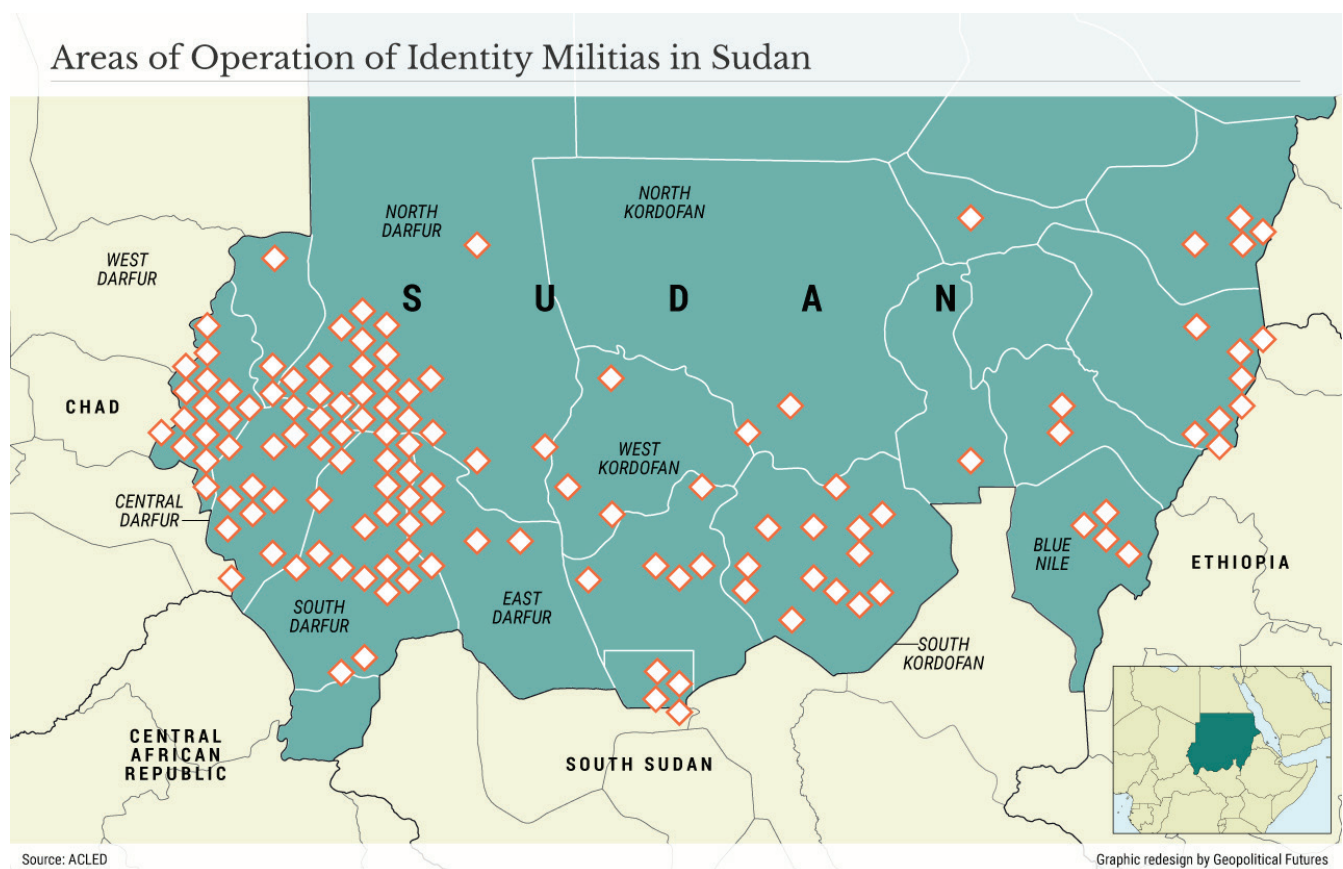 Areas of Operation of Identity Militias in Sudan
NORTH
DARFUR
NORTH
KORDOFAN
WEST
DARFUR
S U D A N
CHAD
WEST
KORDOFAN
CENTRAL
DARFUR
BLUE
NILE
ETHIOPIA
SOUTH
DARFUR
EAST
DARFUR
SOUTH
KORDOFAN
CENTRAL
AFRICAN
REPUBLIC
SOUTH SUDAN
Source: ACLED
Graphic redesign by Geopolitical Futures